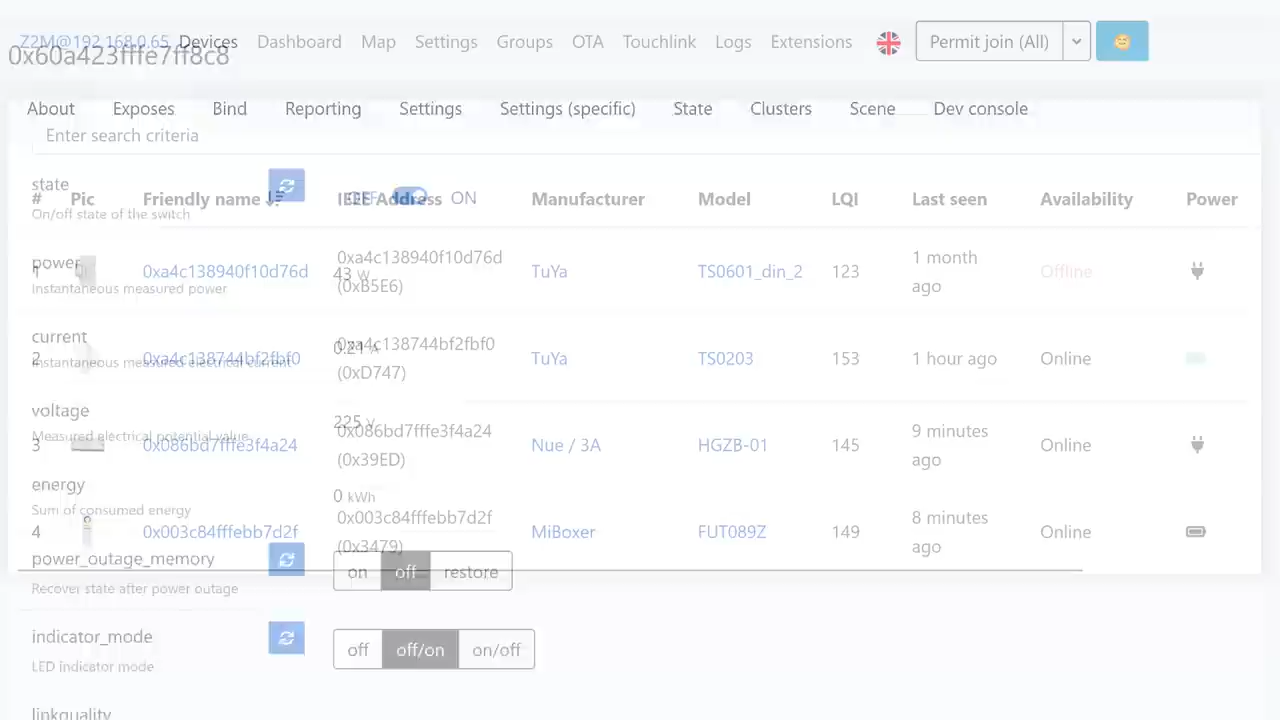 Z2M@192.168.0.65 Devices Dashboard Map Settings Groups OTA Touchlink Logs Extensions Permit join (All)
0x60a423fffe7ff8c8
About Exposes Bind Reporting Settings Settings (specific) State Clusters Scene Dev console
Enter search criteria
state OFF ON
On/off state of the switch
# Pic Friendly name IEEE Address Manufacturer Model LQI Last seen Availability Power
power 43 W
Instantaneous measured power
1 0xa4c138940f10d76d 0xa4c138940f10d76d (0xB5E6) TuYa TS0601_din_2 123 1 month ago Offline
current 0.21 A
Instantaneous measured electrical current
2 0xa4c138744bf2fbf0 0xa4c138744bf2fbf0 (0xD747) TuYa TS0203 153 1 hour ago Online
voltage 225 V
Measured electrical potential value
3 0x086bd7fffe3f4a24 0x086bd7fffe3f4a24 (0x39ED) Nue / 3A HGZB-01 145 9 minutes ago Online
energy 0 kWh
Sum of consumed energy
4 0x003c84fffebb7d2f 0x003c84fffebb7d2f (0x3479) MiBoxer FUT089Z 149 8 minutes ago Online
power_outage_memory on off restore
Recover state after power outage
indicator_mode off off/on on/off
LED indicator mode
linkquality